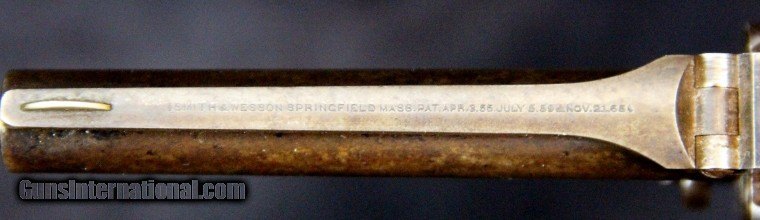 SMITH & WESSON SPRINGFIELD MASS. PAT. APR. 3.55. JULY 5.59 & NOV. 21.65
GunsInternational.com